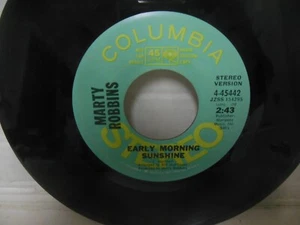 COLUMBIA
45
STEREO
VERSION
4-45442
2:43
MARTY
ROBBINS
STEREO
EARLY MORNING
SUNSHINE